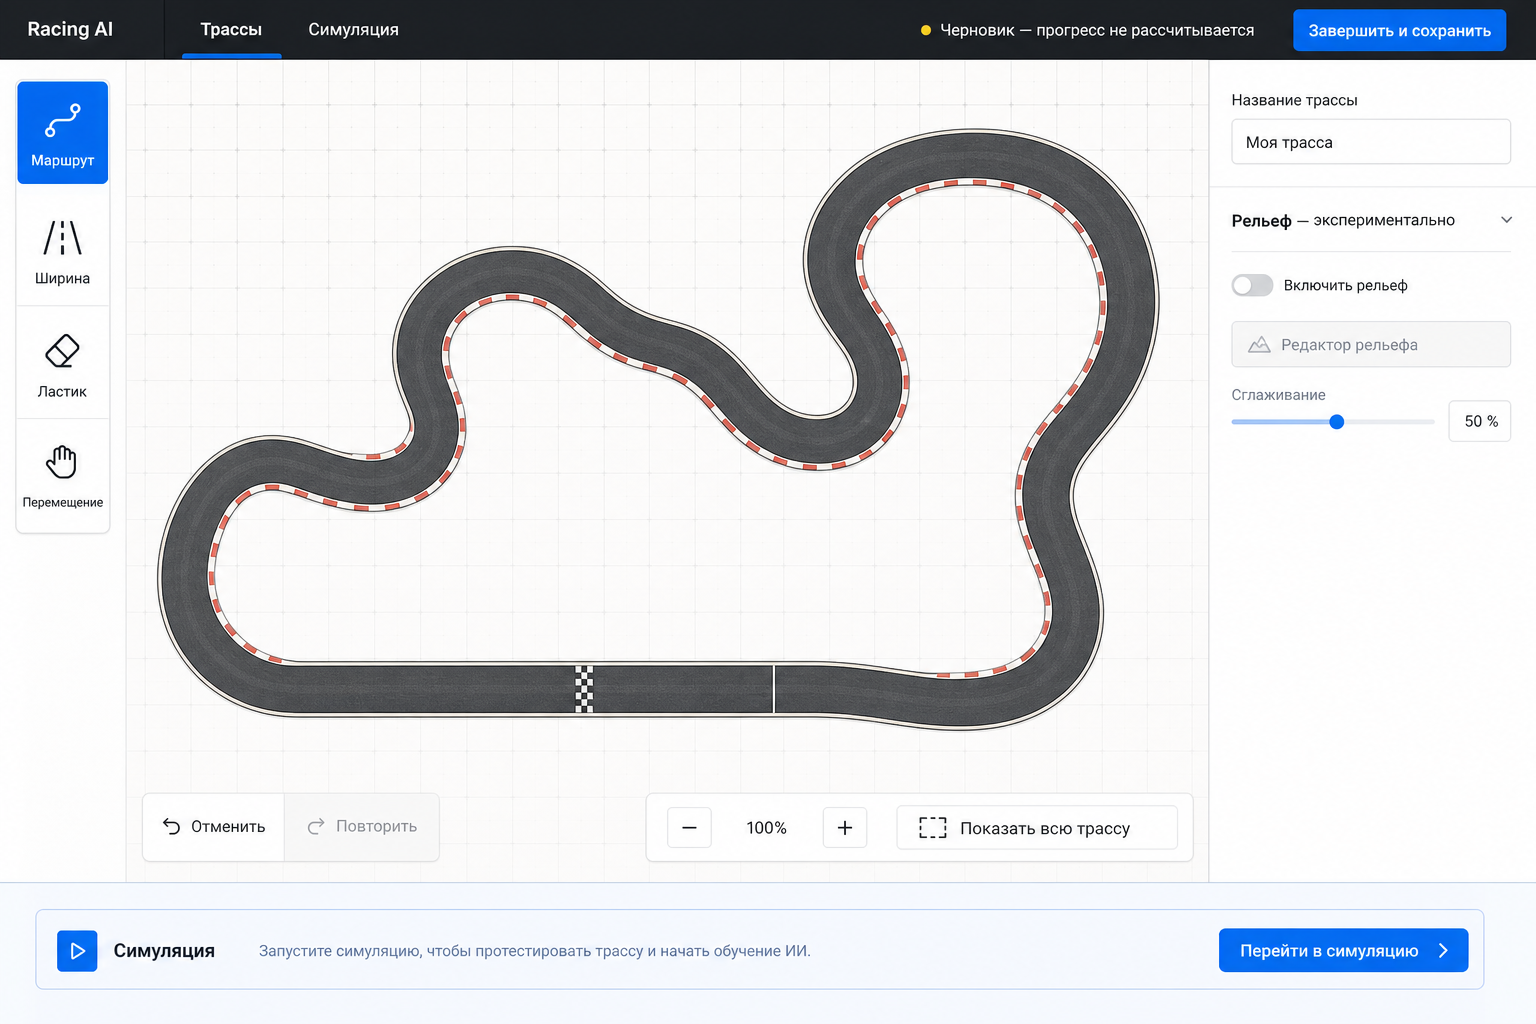 Racing AI
Трассы
Симуляция
Черновик — прогресс не рассчитывается
Завершить и сохранить
Маршрут
Ширина
Ластик
Перемещение
Название трассы
Моя трасса
Рельеф — экспериментально
Включить рельеф
Редактор рельефа
Сглаживание
50 %
Отменить
Повторить
100%
Показать всю трассу
Симуляция
Запустите симуляцию, чтобы протестировать трассу и начать обучение ИИ.
Перейти в симуляцию